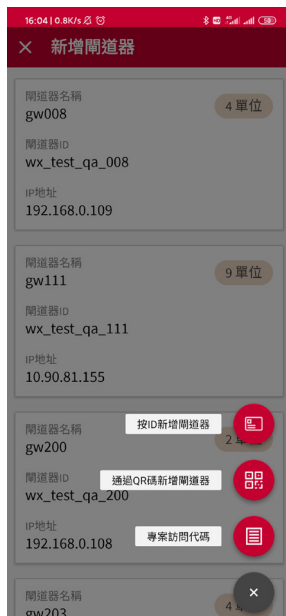 16:04 | 0.8K/s
× 新增閘道器
閘道器名稱
gw008
4 單位
閘道器ID
wx_test_qa_008
IP地址
192.168.0.109
閘道器名稱
gw111
9 單位
閘道器ID
wx_test_qa_111
IP地址
10.90.81.155
閘道器名稱
gw200
按ID新增閘道器
閘道器ID
wx_test_qa_200
通過QR碼新增閘道器
IP地址
192.168.0.108
專案訪問代碼
閘道器名稱
gw203